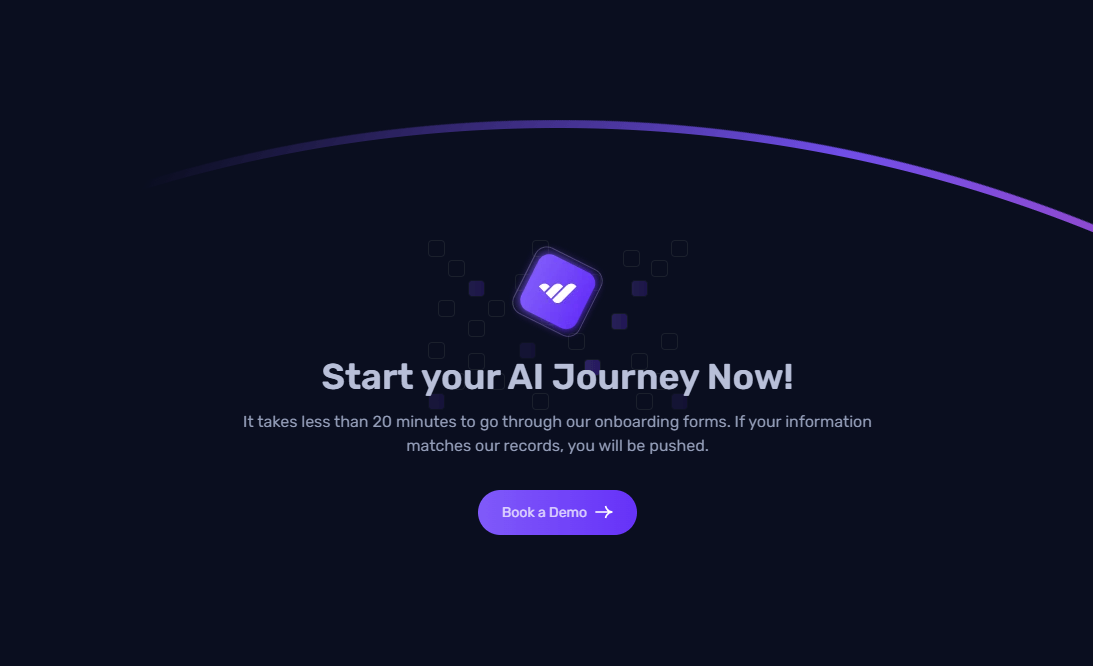 Start your AI Journey Now!
It takes less than 20 minutes to go through our onboarding forms. If your information
matches our records, you will be pushed.
Book a Demo